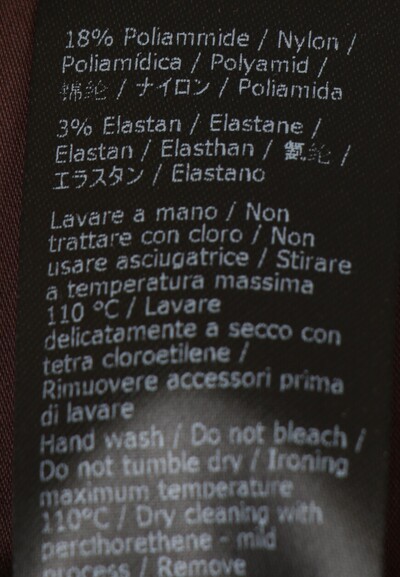 18% Poliammide / Nylon /
Poliamídica / Polyamid /
锦纶 / ナイロン / Poliamida
3% Elastan / Elastane /
Elastan / Elasthan / 氨纶 /
エラスタン / Elastano
Lavare a mano / Non
trattare con cloro / Non
usare asciugatrice / Stirare
a temperatura massima
110 °C / Lavare
delicatamente a secco con
tetra cloroetilene /
Rimuovere accessori prima
di lavare
Hand wash / Do not bleach /
Do not tumble dry / Ironing
maximum temperature
110°C / Dry cleaning with
perclhorethene - mild
process / Remove